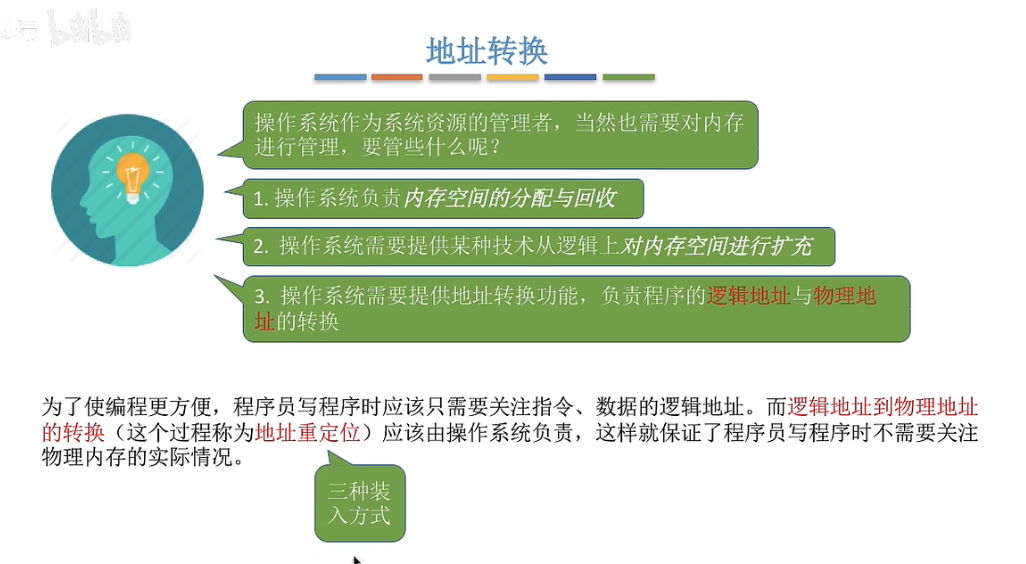 地址转换
操作系统作为系统资源的管理者，当然也需要对内存
进行管理，要管些什么呢？
1. 操作系统负责内存空间的分配与回收
2. 操作系统需要提供某种技术从逻辑上对内存空间进行扩充
3. 操作系统需要提供地址转换功能，负责程序的逻辑地址与物理地
址的转换
为了使编程更方便，程序员写程序时应该只需要关注指令、数据的逻辑地址。而逻辑地址到物理地址
的转换（这个过程称为地址重定位）应该由操作系统负责，这样就保证了程序员写程序时不需要关注
物理内存的实际情况。
三种装
入方式